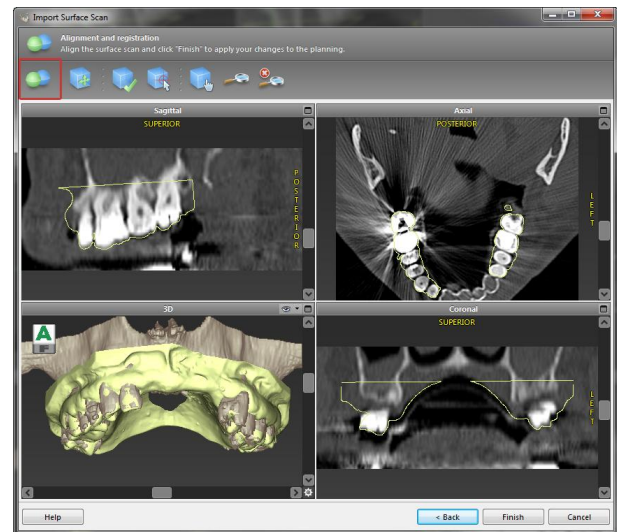 Import Surface Scan
Alignment and registration
Align the surface scan and click "Finish" to apply your changes to the planning.
Sagittal
SUPERIOR
POSTERIOR
Axial
POSTERIOR
LEFT
3D
A
F
Coronal
SUPERIOR
LEFT
Help
< Back
Finish
Cancel